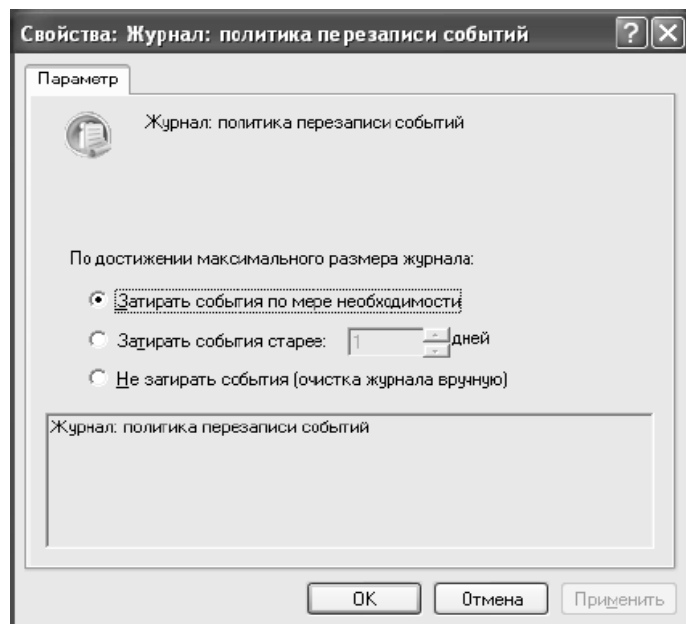 Свойства: Журнал: политика перезаписи событий
Параметр
Журнал: политика перезаписи событий
По достижении максимального размера журнала:
Затирать события по мере необходимости
Затирать события старее: 1 дней
Не затирать события (очистка журнала вручную)
Журнал: политика перезаписи событий
OK Отмена Применить